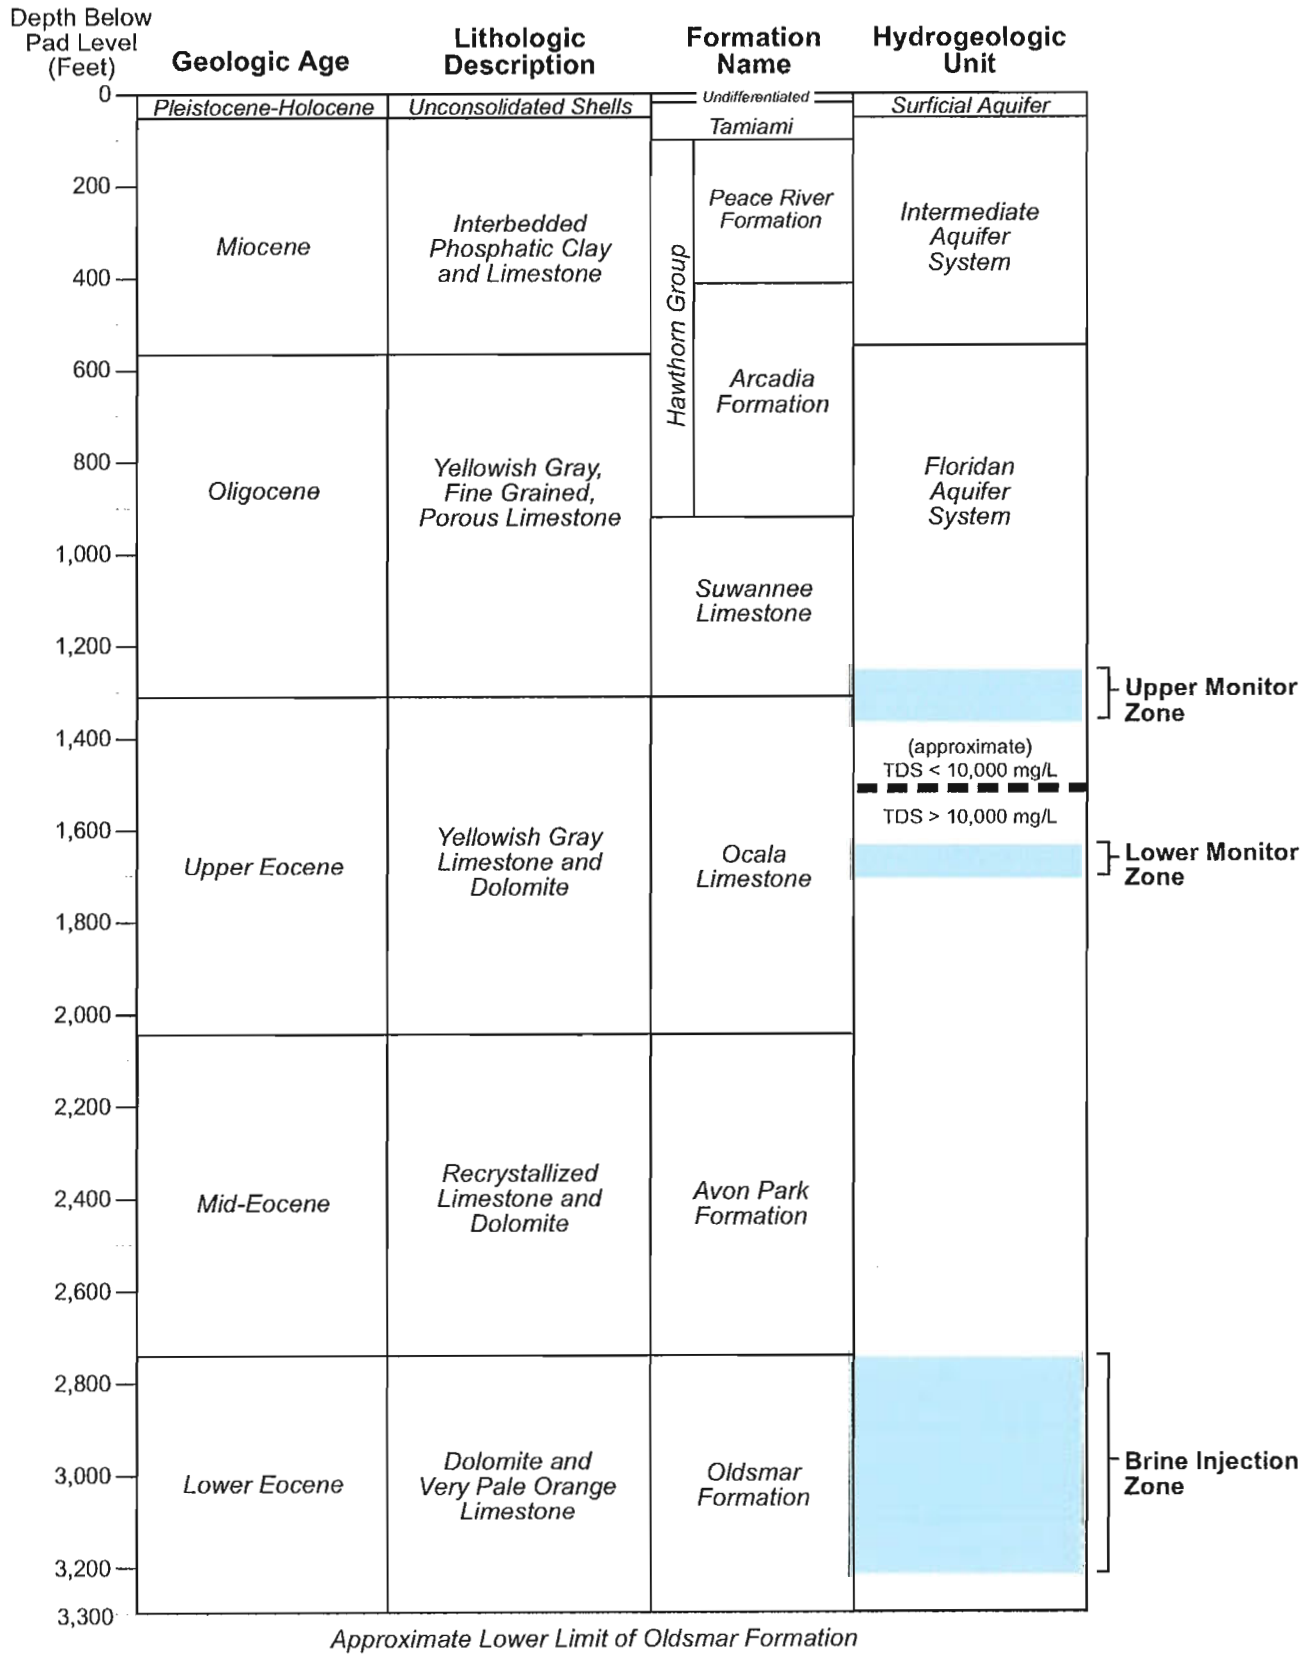 Depth Below
Pad Level
(Feet)
Geologic Age
Lithologic
Description
Formation
Name
Hydrogeologic
Unit
0
Pleistocene-Holocene
Unconsolidated Shells
Undifferentiated
Surficial Aquifer
Tamiami
200
Miocene
Interbedded
Phosphatic Clay
and Limestone
Hawthorn Group
Peace River
Formation
Intermediate
Aquifer
System
400
600
Arcadia
Formation
800
Oligocene
Yellowish Gray,
Fine Grained,
Porous Limestone
Floridan
Aquifer
System
1,000
Suwannee
Limestone
1,200
Upper Monitor
Zone
1,400
(approximate)
TDS < 10,000 mg/L
TDS > 10,000 mg/L
1,600
Upper Eocene
Yellowish Gray
Limestone and
Dolomite
Ocala
Limestone
Lower Monitor
Zone
1,800
2,000
2,200
2,400
Mid-Eocene
Recrystallized
Limestone and
Dolomite
Avon Park
Formation
2,600
2,800
3,000
Lower Eocene
Dolomite and
Very Pale Orange
Limestone
Oldsmar
Formation
Brine Injection
Zone
3,200
3,300
Approximate Lower Limit of Oldsmar Formation